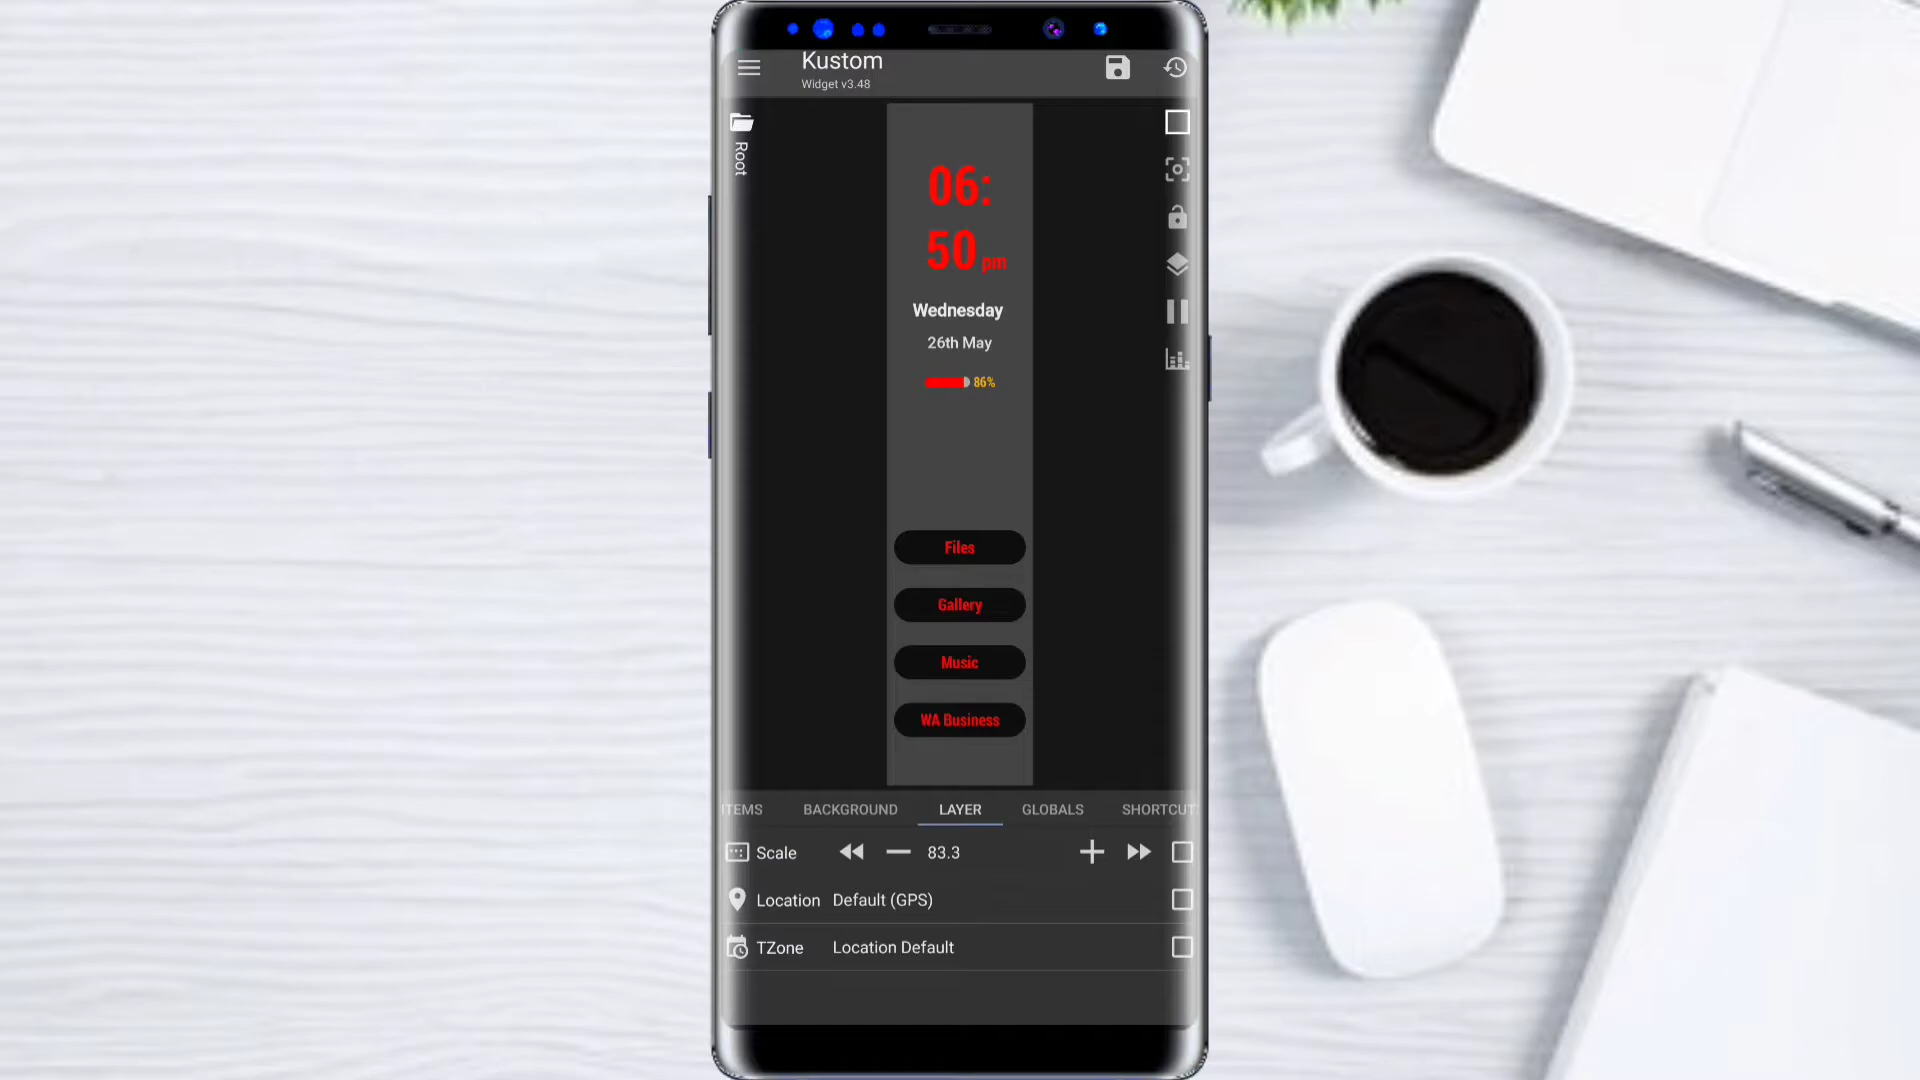 Kustom
Widget v3.48
Root
06:
50 pm
Wednesday
26th May
86%
Files
Gallery
Music
WA Business
ITEMS BACKGROUND LAYER GLOBALS SHORTCUT
Scale 83.3
Location Default (GPS)
TZone Location Default